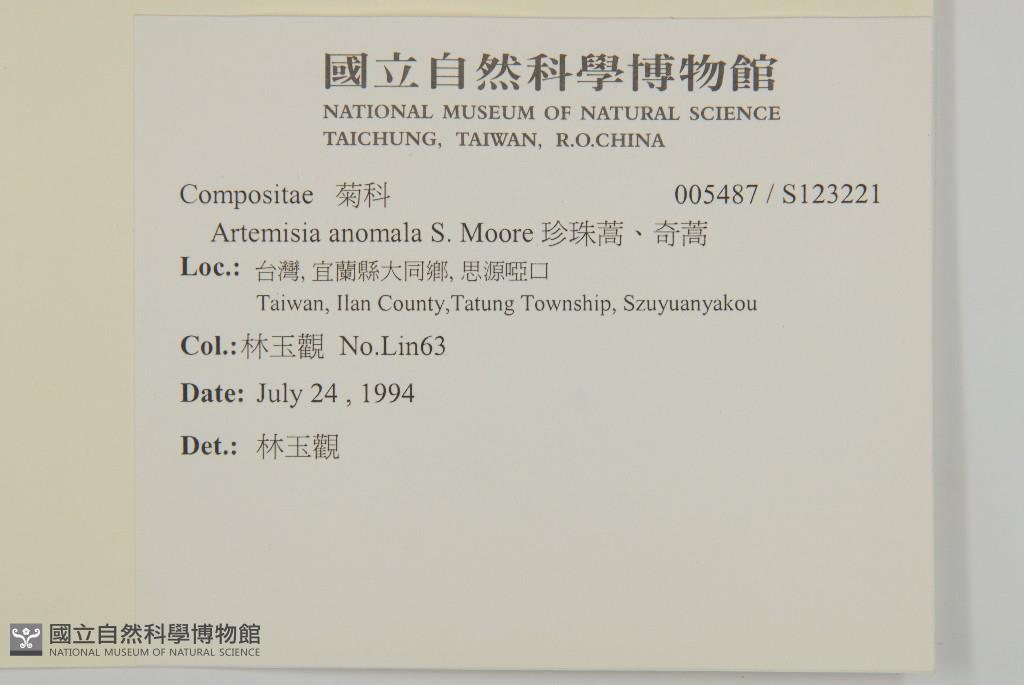 國立自然科學博物館
NATIONAL MUSEUM OF NATURAL SCIENCE
TAICHUNG, TAIWAN, R.O.CHINA
Compositae 菊科 005487 / S123221
Artemisia anomala S. Moore 珍珠蒿、奇蒿
Loc.: 台灣, 宜蘭縣大同鄉, 思源啞口
Taiwan, Ilan County,Tatung Township, Szuyuanyakou
Col.:林玉觀 No.Lin63
Date: July 24 , 1994
Det.: 林玉觀
國立自然科學博物館
NATIONAL MUSEUM OF NATURAL SCIENCE